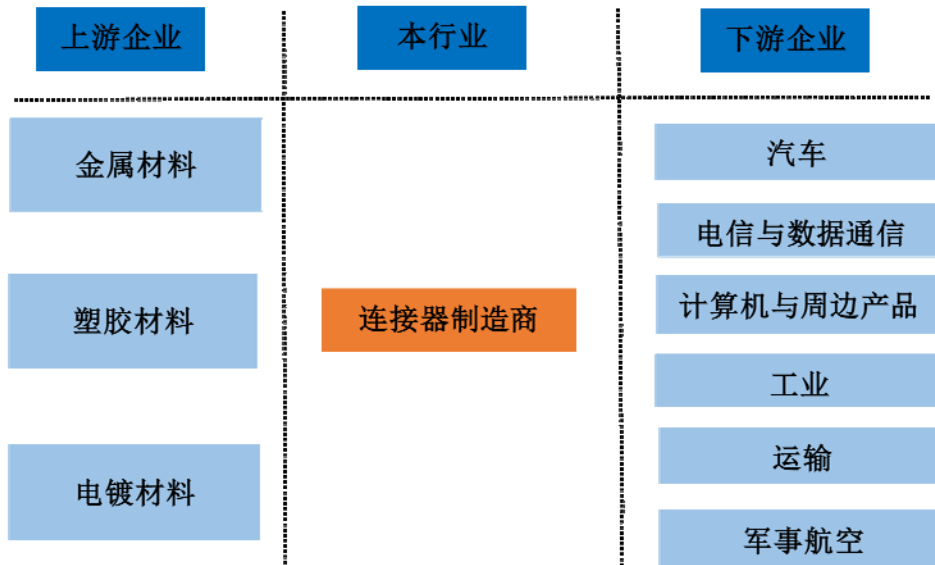 上游企业
本行业
下游企业
金属材料
塑胶材料
电镀材料
连接器制造商
汽车
电信与数据通信
计算机与周边产品
工业
运输
军事航空